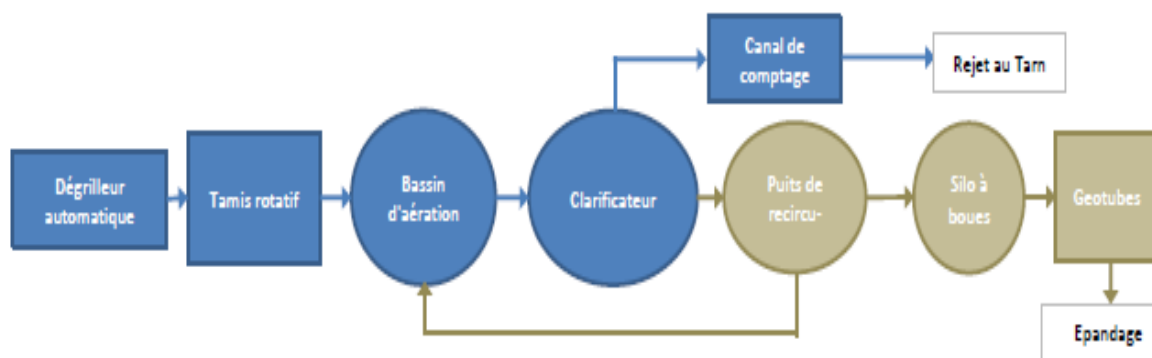 Canal de
comptage
Rejet au Tarn
Dégrilleur
automatique
Tamis rotatif
Bassin
d'aération
Clarificateur
Puits de
recircu-
Silo à
boues
Geotubes
Epandage